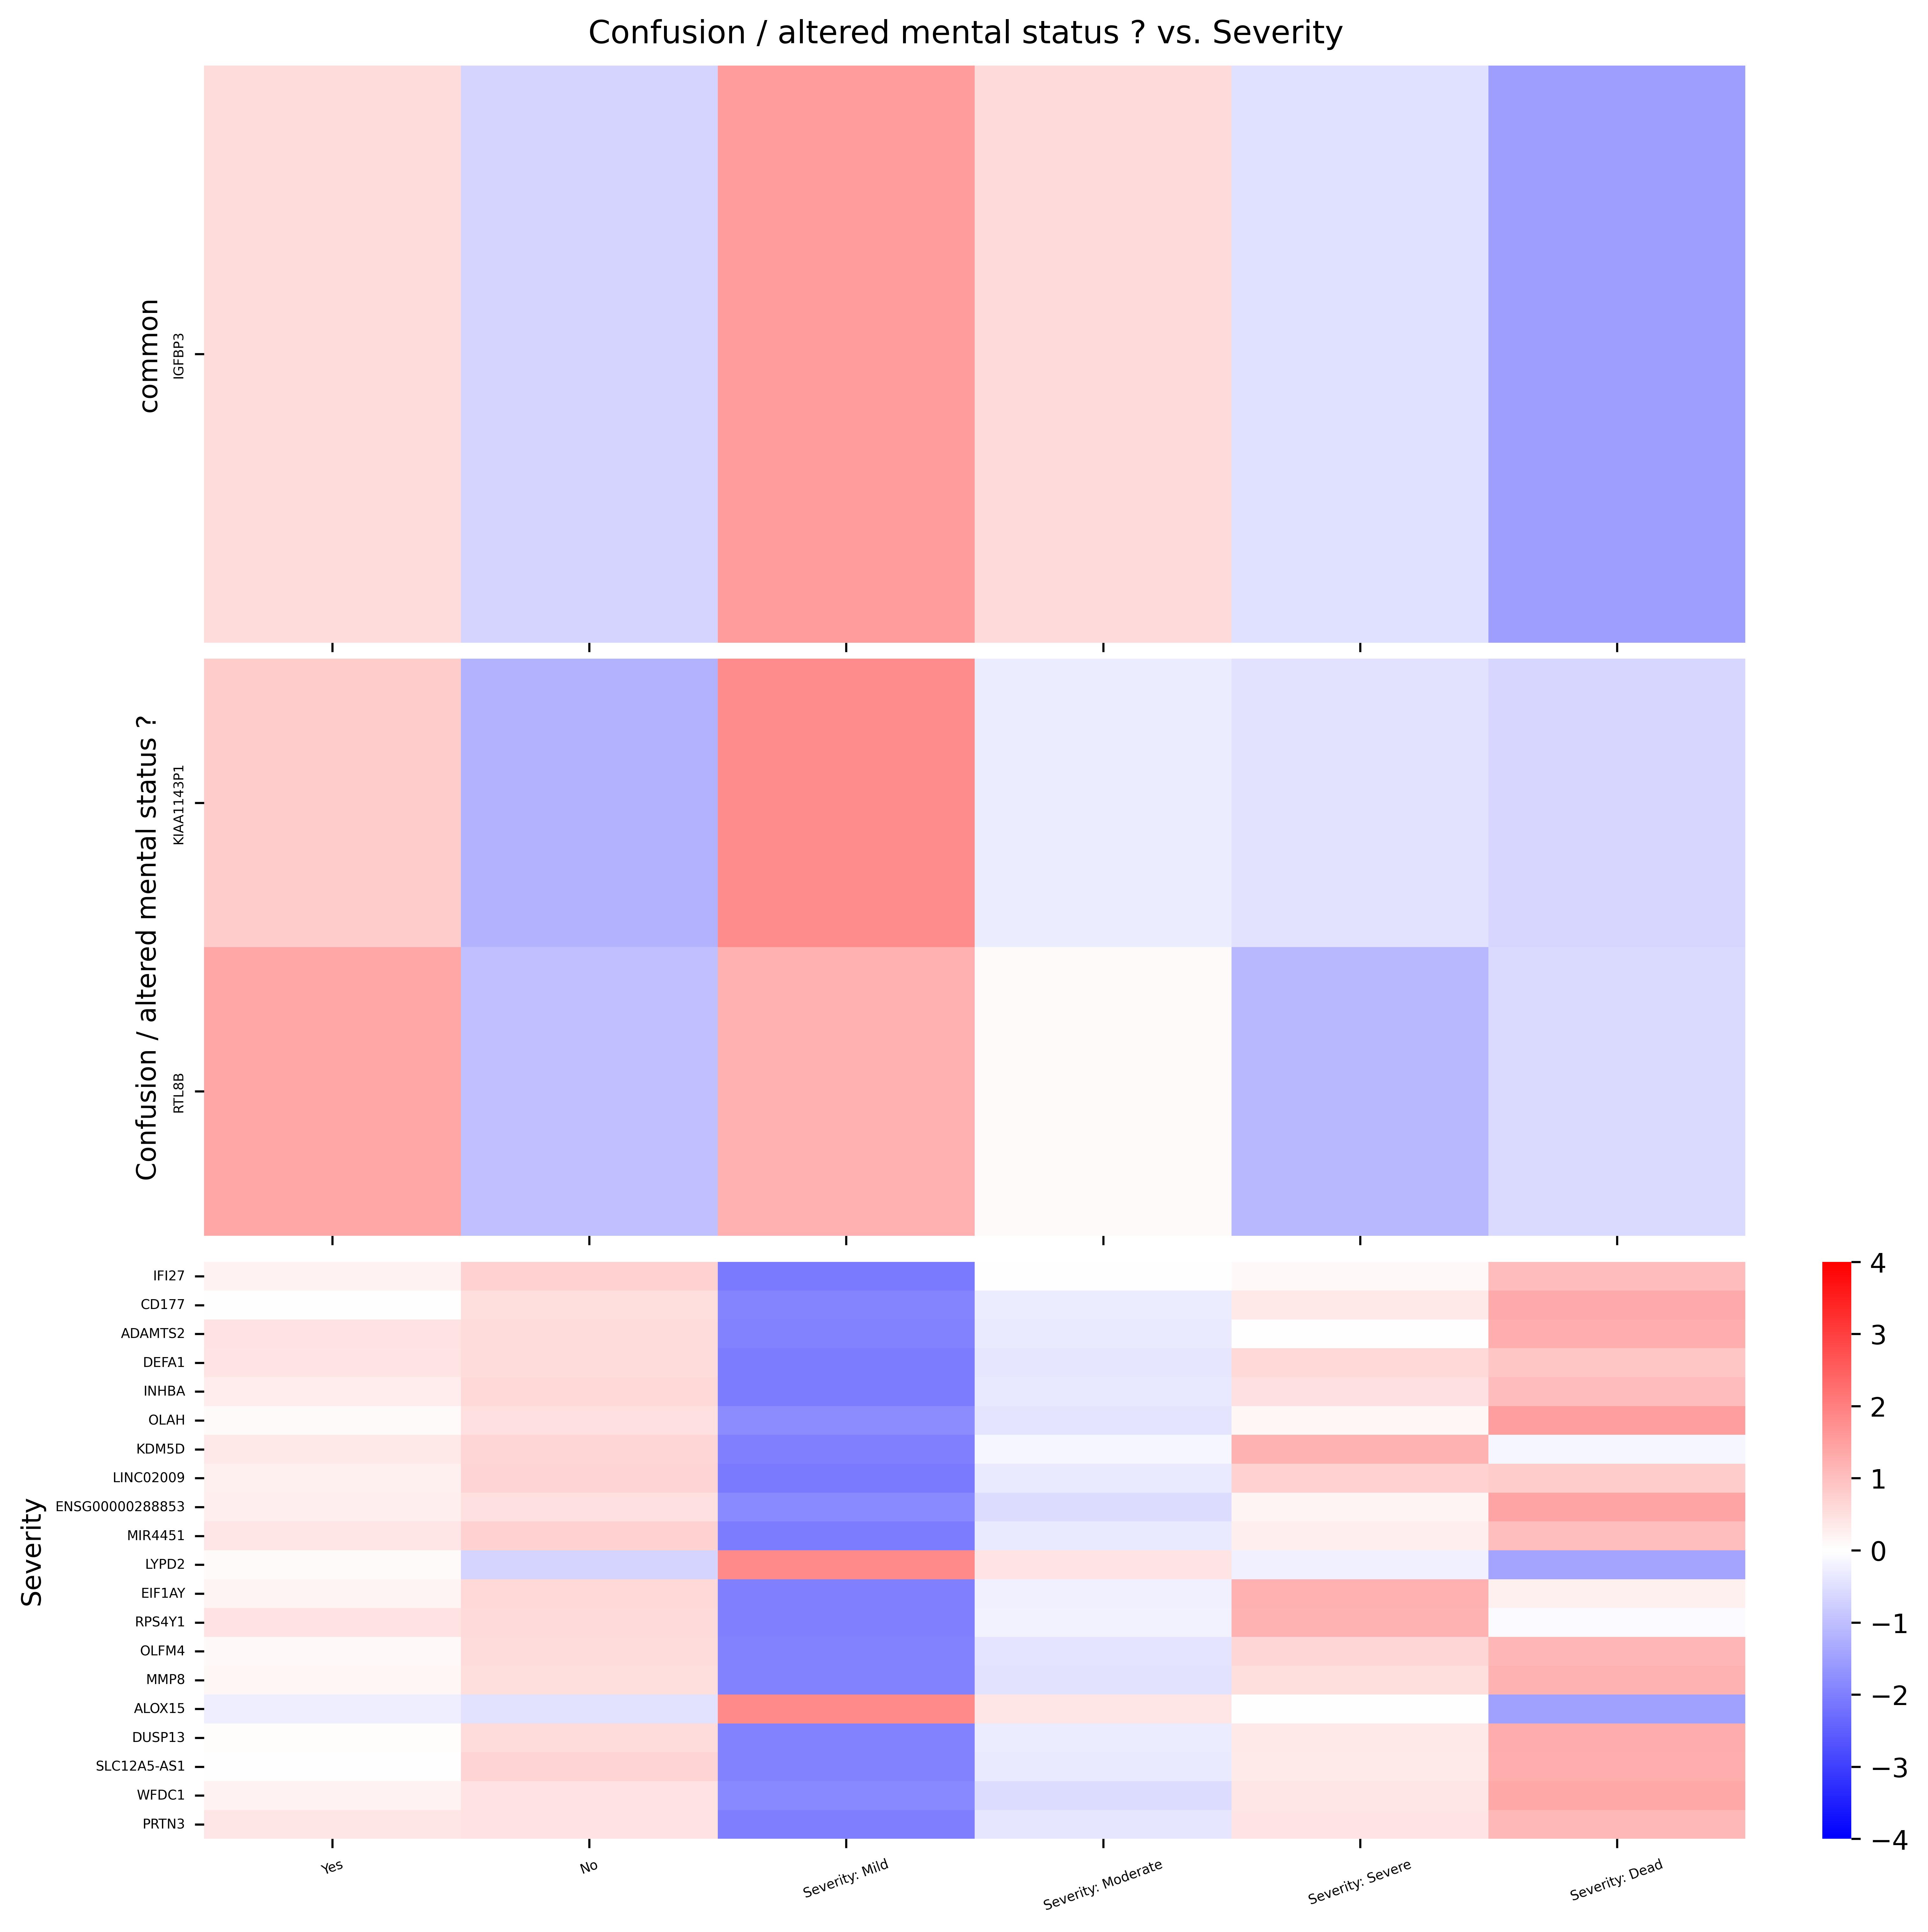 Confusion / altered mental status ? vs. Severity
common
IGFBP3
Confusion / altered mental status ?
KIAA1143P1
RTL8B
Severity
IFI27
CD177
ADAMTS2
DEFA1
INHBA
OLAH
KDM5D
LINC02009
ENSG00000288853
MIR4451
LYPD2
EIF1AY
RPS4Y1
OLFM4
MMP8
ALOX15
DUSP13
SLC12A5-AS1
WFDC1
PRTN3
Yes
No
Severity: Mild
Severity: Moderate
Severity: Severe
Severity: Dead
4
3
2
1
0
−1
−2
−3
−4